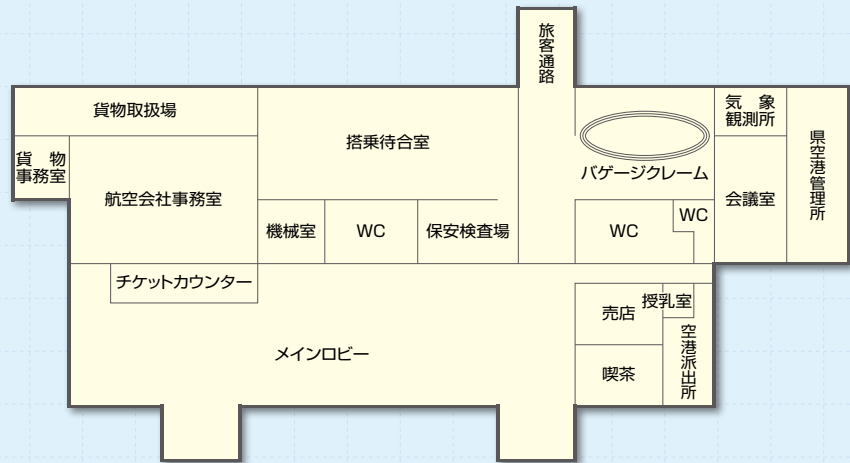 旅客通路
貨物取扱場
貨　物
事務室
航空会社事務室
搭乗待合室
機械室
WC
保安検査場
バゲージクレーム
WC
WC
気　象
観測所
会議室
県空港管理所
チケットカウンター
メインロビー
売店
授乳室
喫茶
空港派出所